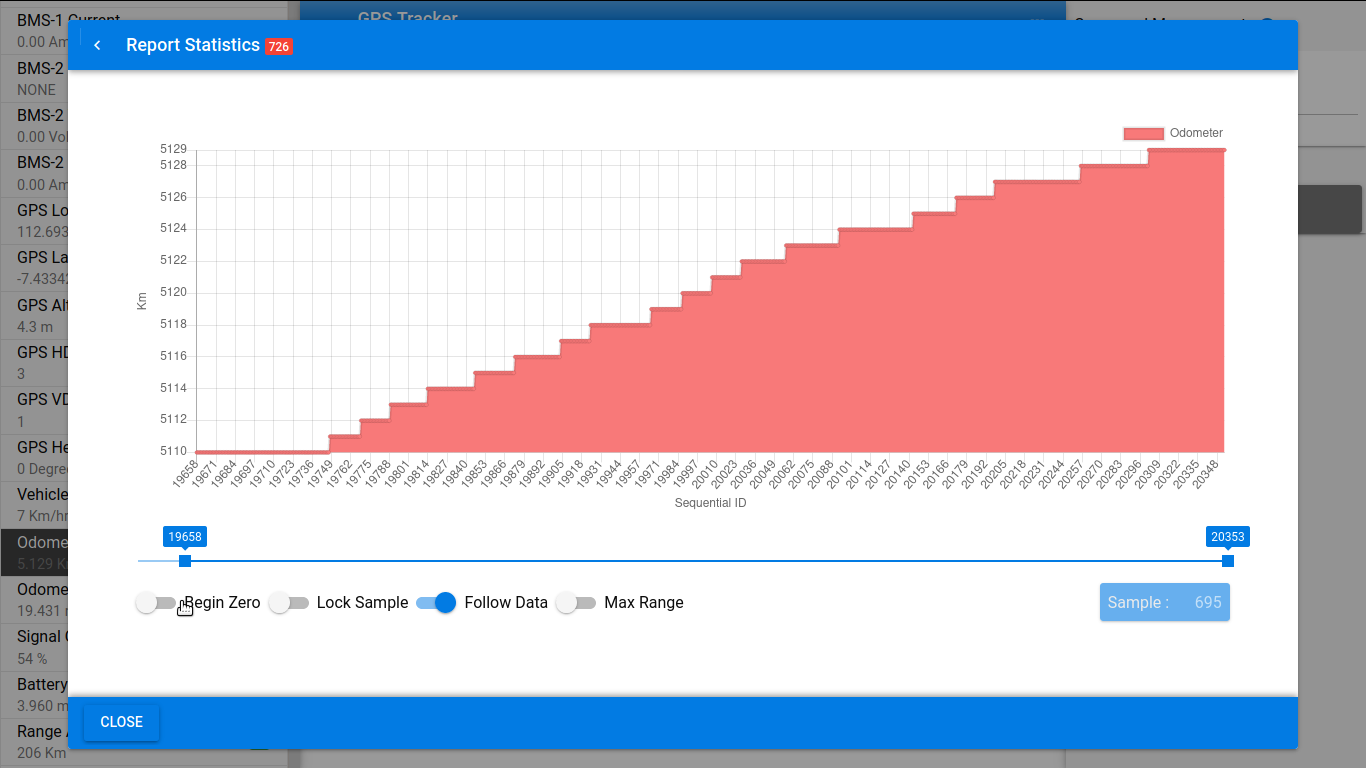 BMS-1 Current
0.00 Am
BMS-2
NONE
BMS-2
0.00 Vol
BMS-2
0.00 Am
GPS Lo
112.693
GPS La
-7.4334
GPS Alt
4.3 m
GPS HD
3
GPS VD
1
GPS He
0 Degre
Vehicle
7 Km/hr
Odome
5.129 K
Odome
19.431
Signal
54 %
Battery
3.960 m
Range
206 Km
GPS Tracker
Report Statistics 726
Odometer
5129
5128
5126
5124
5122
5120
5118
5116
5114
5112
5110
Km
19658 19671 19684 19697 19710 19723 19736 19749 19762 19775 19788 19801 19814 19827 19840 19853 19866 19879 19892 19905 19918 19931 19944 19957 19971 19984 19997 20010 20023 20036 20049 20062 20075 20088 20101 20114 20127 20140 20153 20166 20179 20192 20205 20218 20231 20244 20257 20270 20283 20296 20309 20322 20335 20348
Sequential ID
19658 20353
Begin Zero Lock Sample Follow Data Max Range Sample : 695
CLOSE